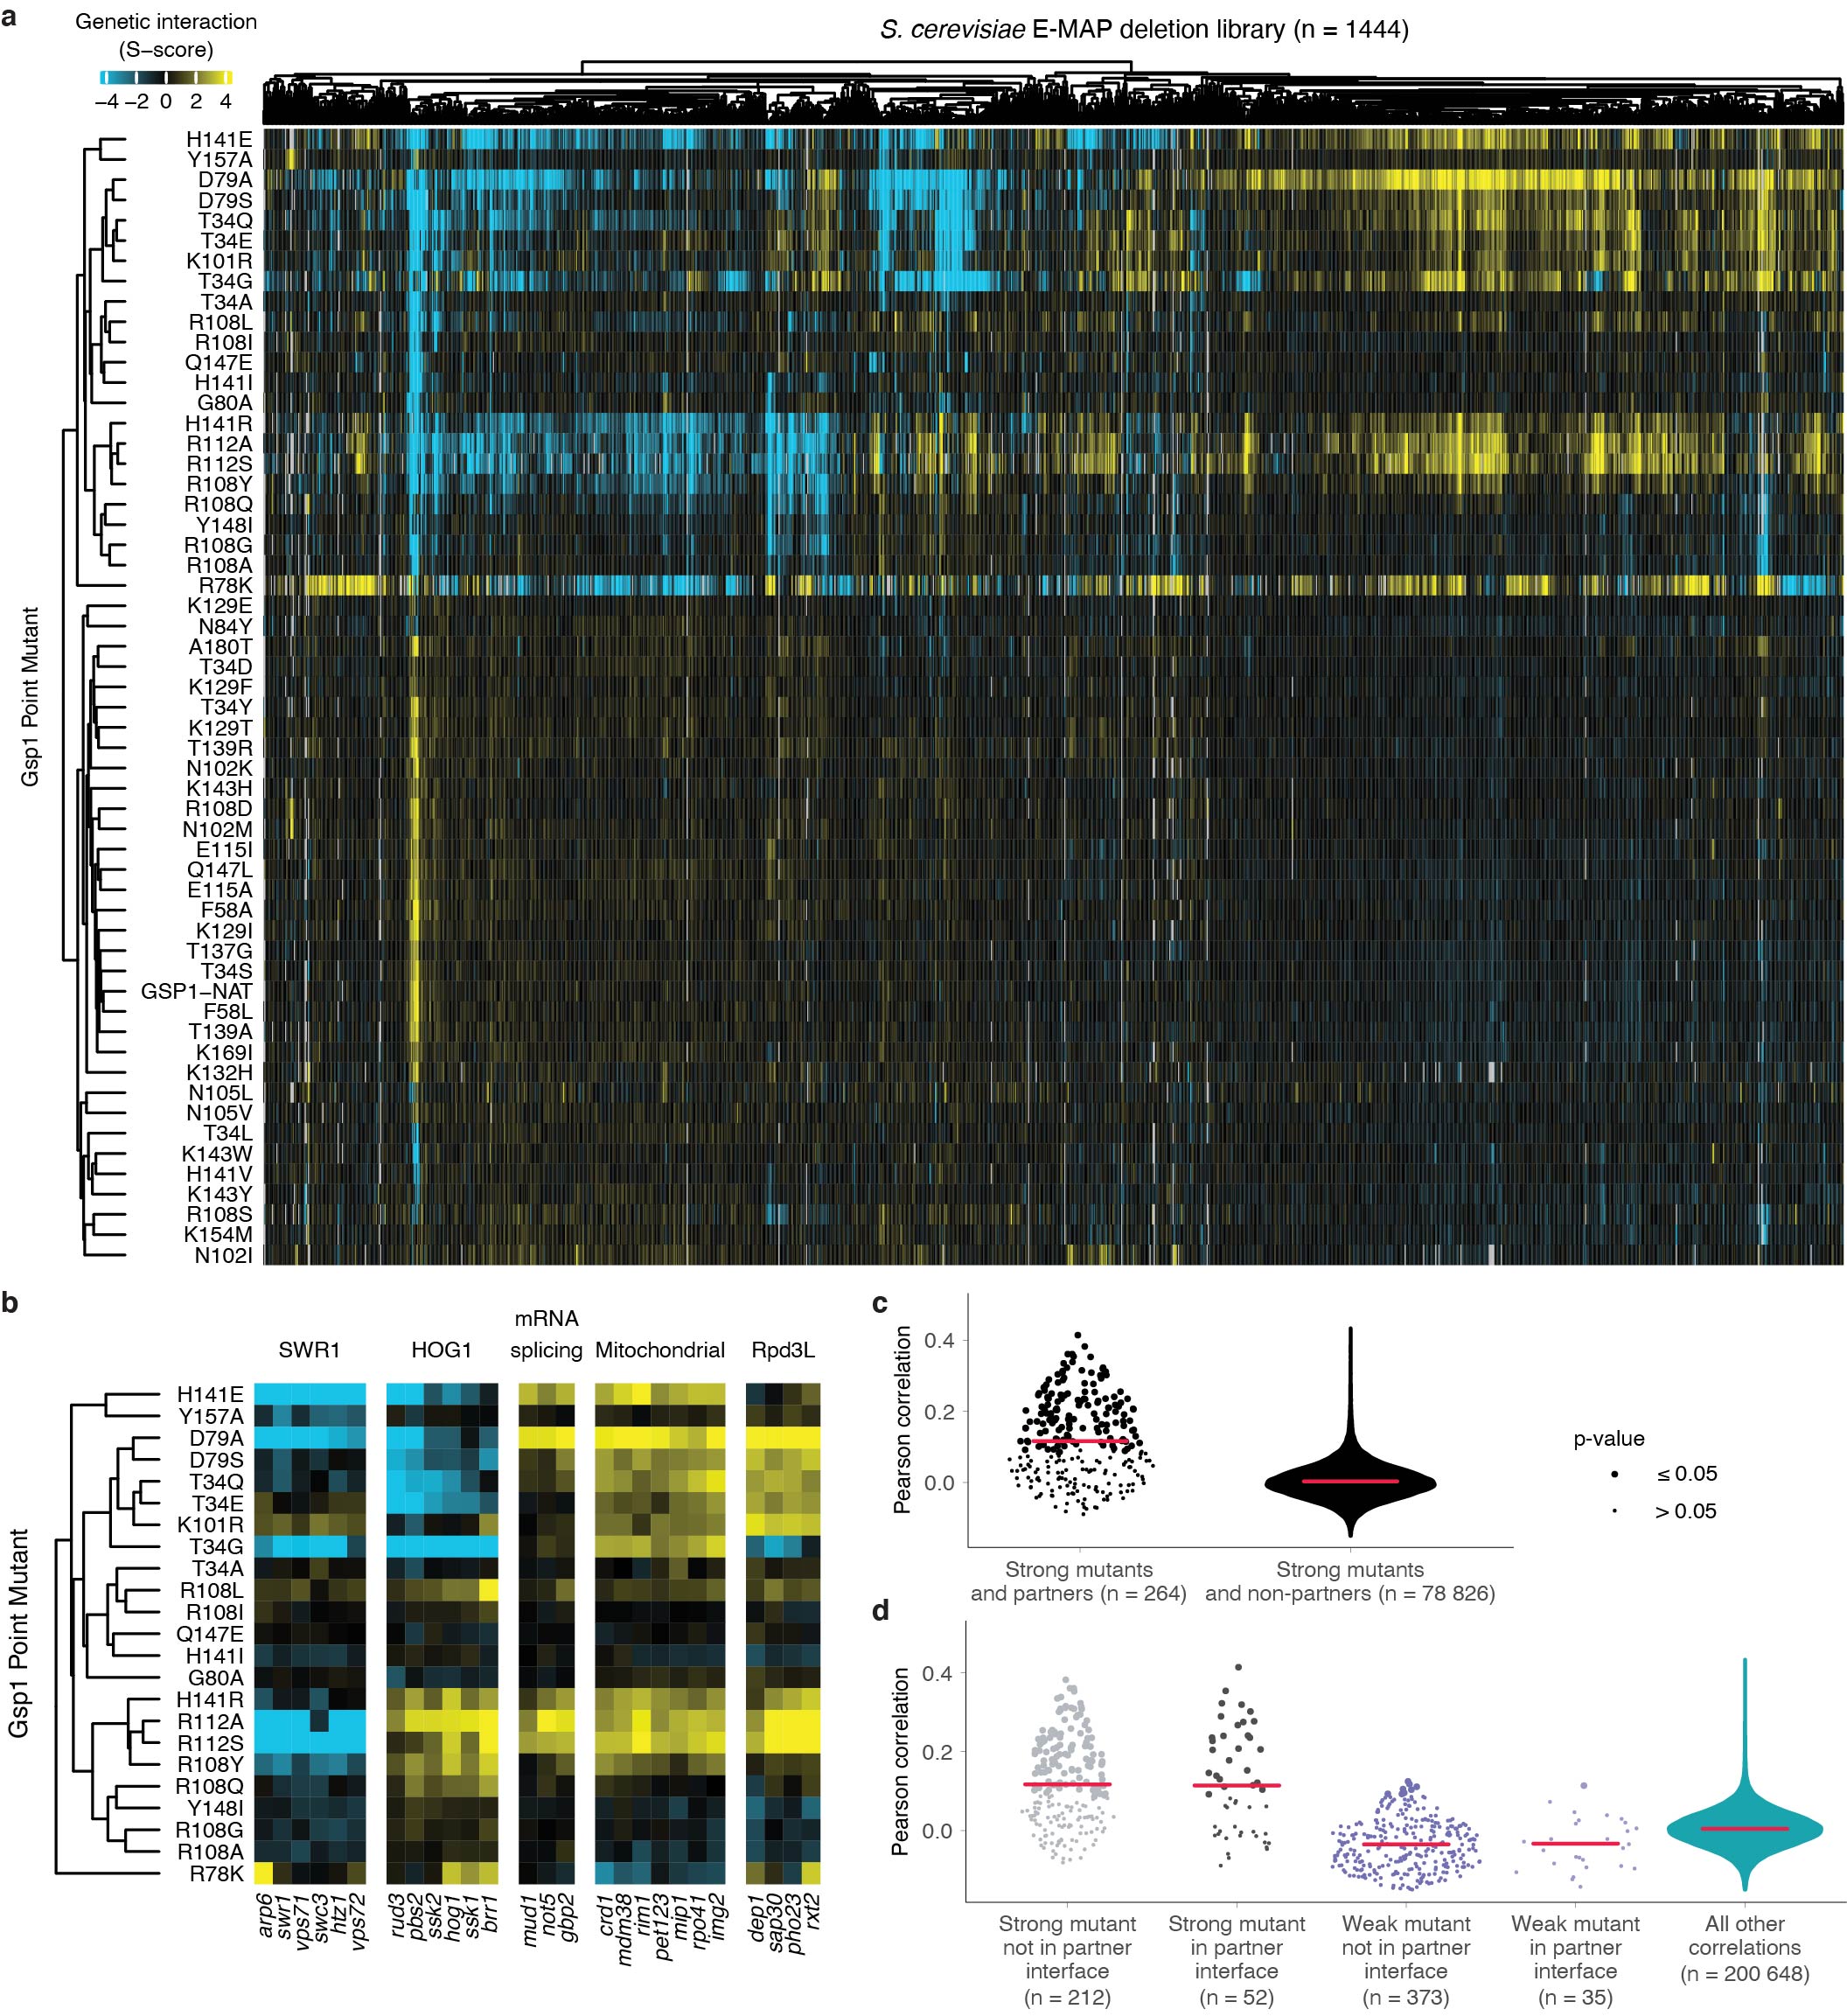 a
Genetic interaction
(S−score)
−4 −2 0 2 4
S. cerevisiae E-MAP deletion library (n = 1444)
Gsp1 Point Mutant
H141E
Y157A
D79A
D79S
T34Q
T34E
K101R
T34G
T34A
R108L
R108I
Q147E
H141I
G80A
H141R
R112A
R112S
R108Y
R108Q
Y148I
R108G
R108A
R78K
K129E
N84Y
A180T
T34D
K129F
T34Y
K129T
T139R
N102K
K143H
R108D
N102M
E115I
Q147L
E115A
F58A
K129I
T137G
T34S
GSP1−NAT
F58L
T139A
K169I
K132H
N105L
N105V
T34L
K143W
H141V
K143Y
R108S
K154M
N102I
b
SWR1 HOG1 mRNA splicing Mitochondrial Rpd3L
Gsp1 Point Mutant
H141E
Y157A
D79A
D79S
T34Q
T34E
K101R
T34G
T34A
R108L
R108I
Q147E
H141I
G80A
H141R
R112A
R112S
R108Y
R108Q
Y148I
R108G
R108A
R78K
arp6
swr1
vps71
swc3
htz1
vps72
rud3
pbs2
ssk2
hog1
ssk1
brr1
mud1
not5
gbp2
crd1
mdm38
rim1
pet123
mip1
rpo41
img2
dep1
sap30
pho23
rxt2
c
Pearson correlation
0.4
0.2
0.0
Strong mutants
and partners (n = 264)
Strong mutants
and non-partners (n = 78 826)
p-value
≤ 0.05
> 0.05
d
Pearson correlation
0.4
0.2
0.0
Strong mutant
not in partner
interface
(n = 212)
Strong mutant
in partner
interface
(n = 52)
Weak mutant
not in partner
interface
(n = 373)
Weak mutant
in partner
interface
(n = 35)
All other
correlations
(n = 200 648)